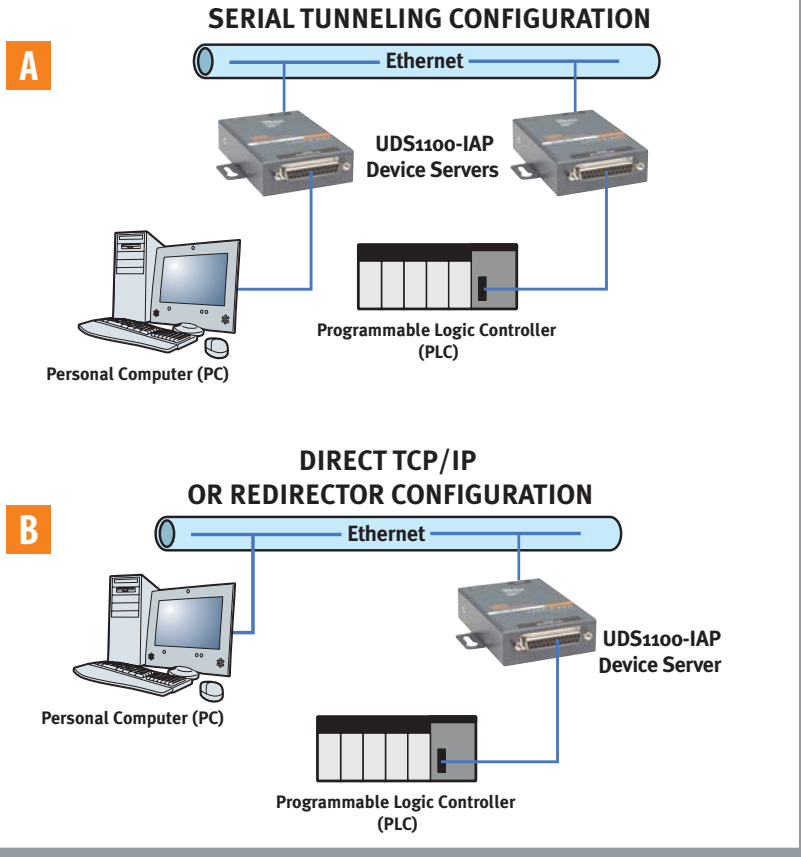 SERIAL TUNNELING CONFIGURATION
A
Ethernet
UDS1100-IAP
Device Servers
Programmable Logic Controller
(PLC)
Personal Computer (PC)
DIRECT TCP/IP
OR REDIRECTOR CONFIGURATION
B
Ethernet
UDS1100-IAP
Device Server
Personal Computer (PC)
Programmable Logic Controller
(PLC)